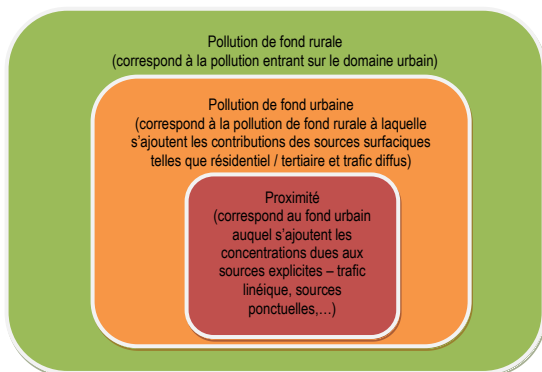 Pollution de fond rurale
(correspond à la pollution entrant sur le domaine urbain)
Pollution de fond urbaine
(correspond à la pollution de fond rurale à laquelle
s'ajoutent les contributions des sources surfaciques
telles que résidentiel / tertiaire et trafic diffus)
Proximité
(correspond au fond urbain
auquel s'ajoutent les
concentrations dues aux
sources explicites – trafic
linéique, sources
ponctuelles,…)